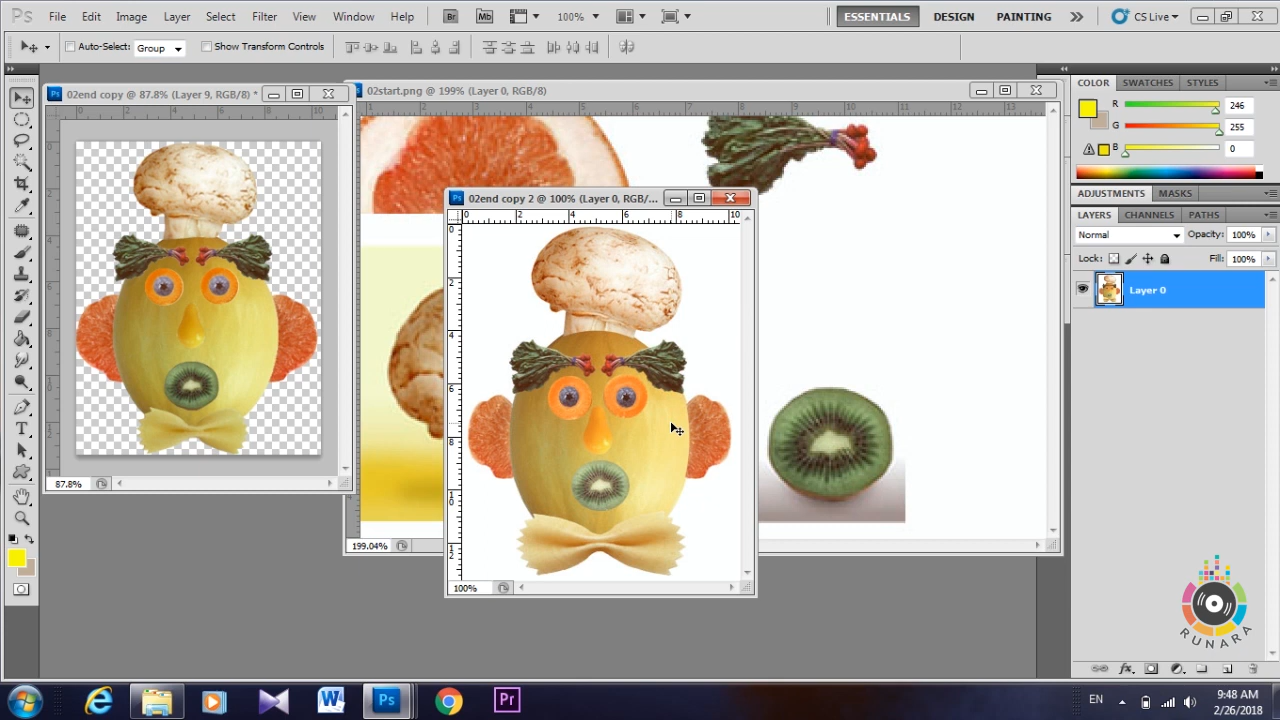 Ps File Edit Image Layer Select Filter View Window Help Br Mb 100% ESSENTIALS DESIGN PAINTING CS Live
Auto-Select: Group Show Transform Controls
02end copy @ 87.8% (Layer 9, RGB/8) *
02start.png @ 199% (Layer 0, RGB/8)
02end copy 2 @ 100% (Layer 0, RGB/...
87.8%
199.04%
100%
COLOR SWATCHES STYLES
R 246
G 255
B 0
ADJUSTMENTS MASKS
LAYERS CHANNELS PATHS
Normal Opacity: 100%
Lock: Fill: 100%
Layer 0
RUNARA
W Ps Pr
EN
9:48 AM
2/26/2018